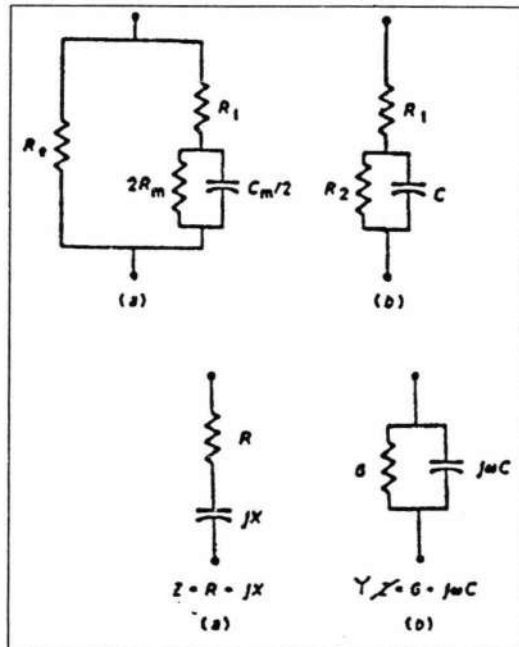 R₁
Rₑ
2Rₘ
Cₘ/2
(a)
R₁
R₂
C
(b)
R
jX
Z = R - jX
(a)
G
jωC
Y Z = G - jωC
(b)